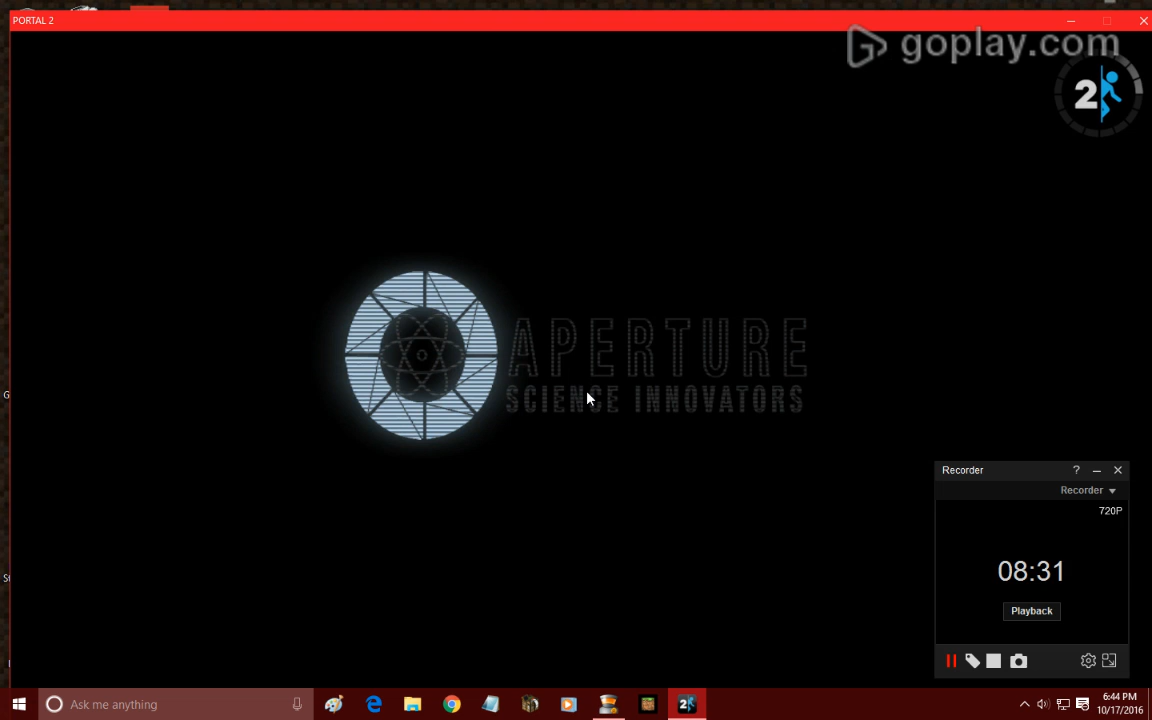 PORTAL 2
goplay.com
2
APERTURE
SCIENCE INNOVATORS
Recorder
?
Recorder
720P
08:31
Playback
Ask me anything
6:44 PM
10/17/2016